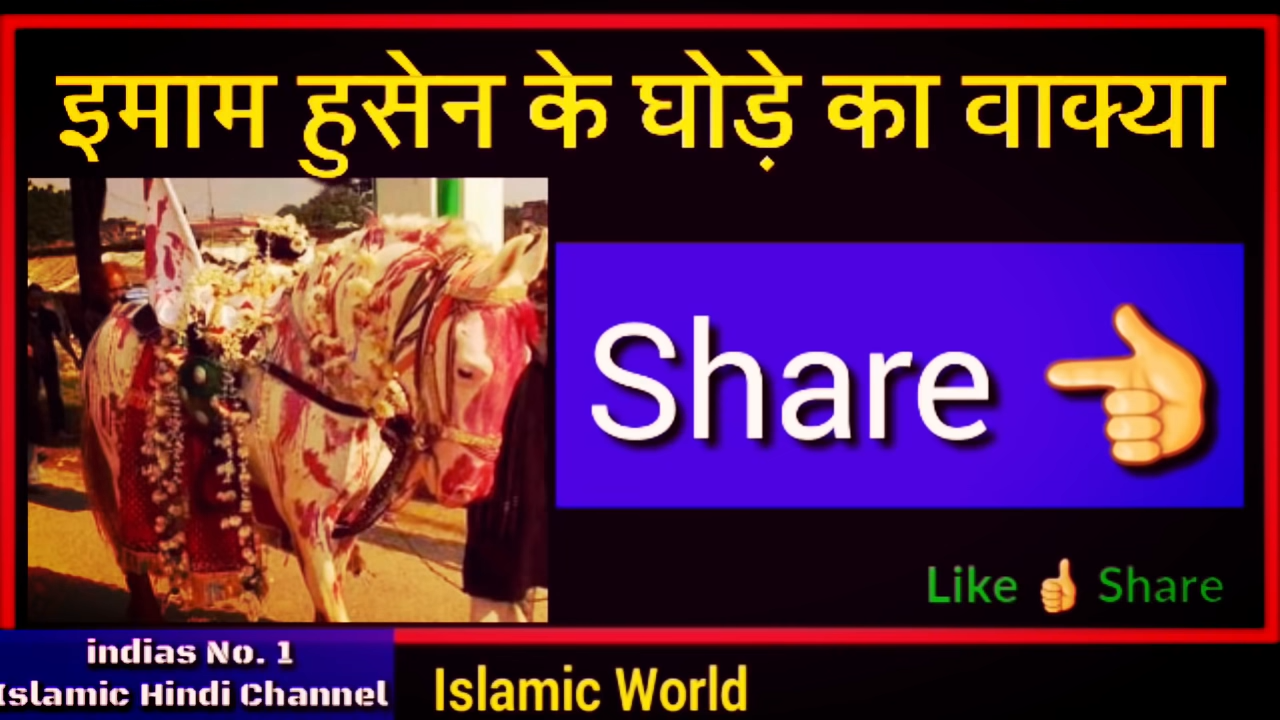 इमाम हुसेन के घोड़े का वाक्या
Share
Like Share
indias No. 1
Islamic Hindi Channel
Islamic World